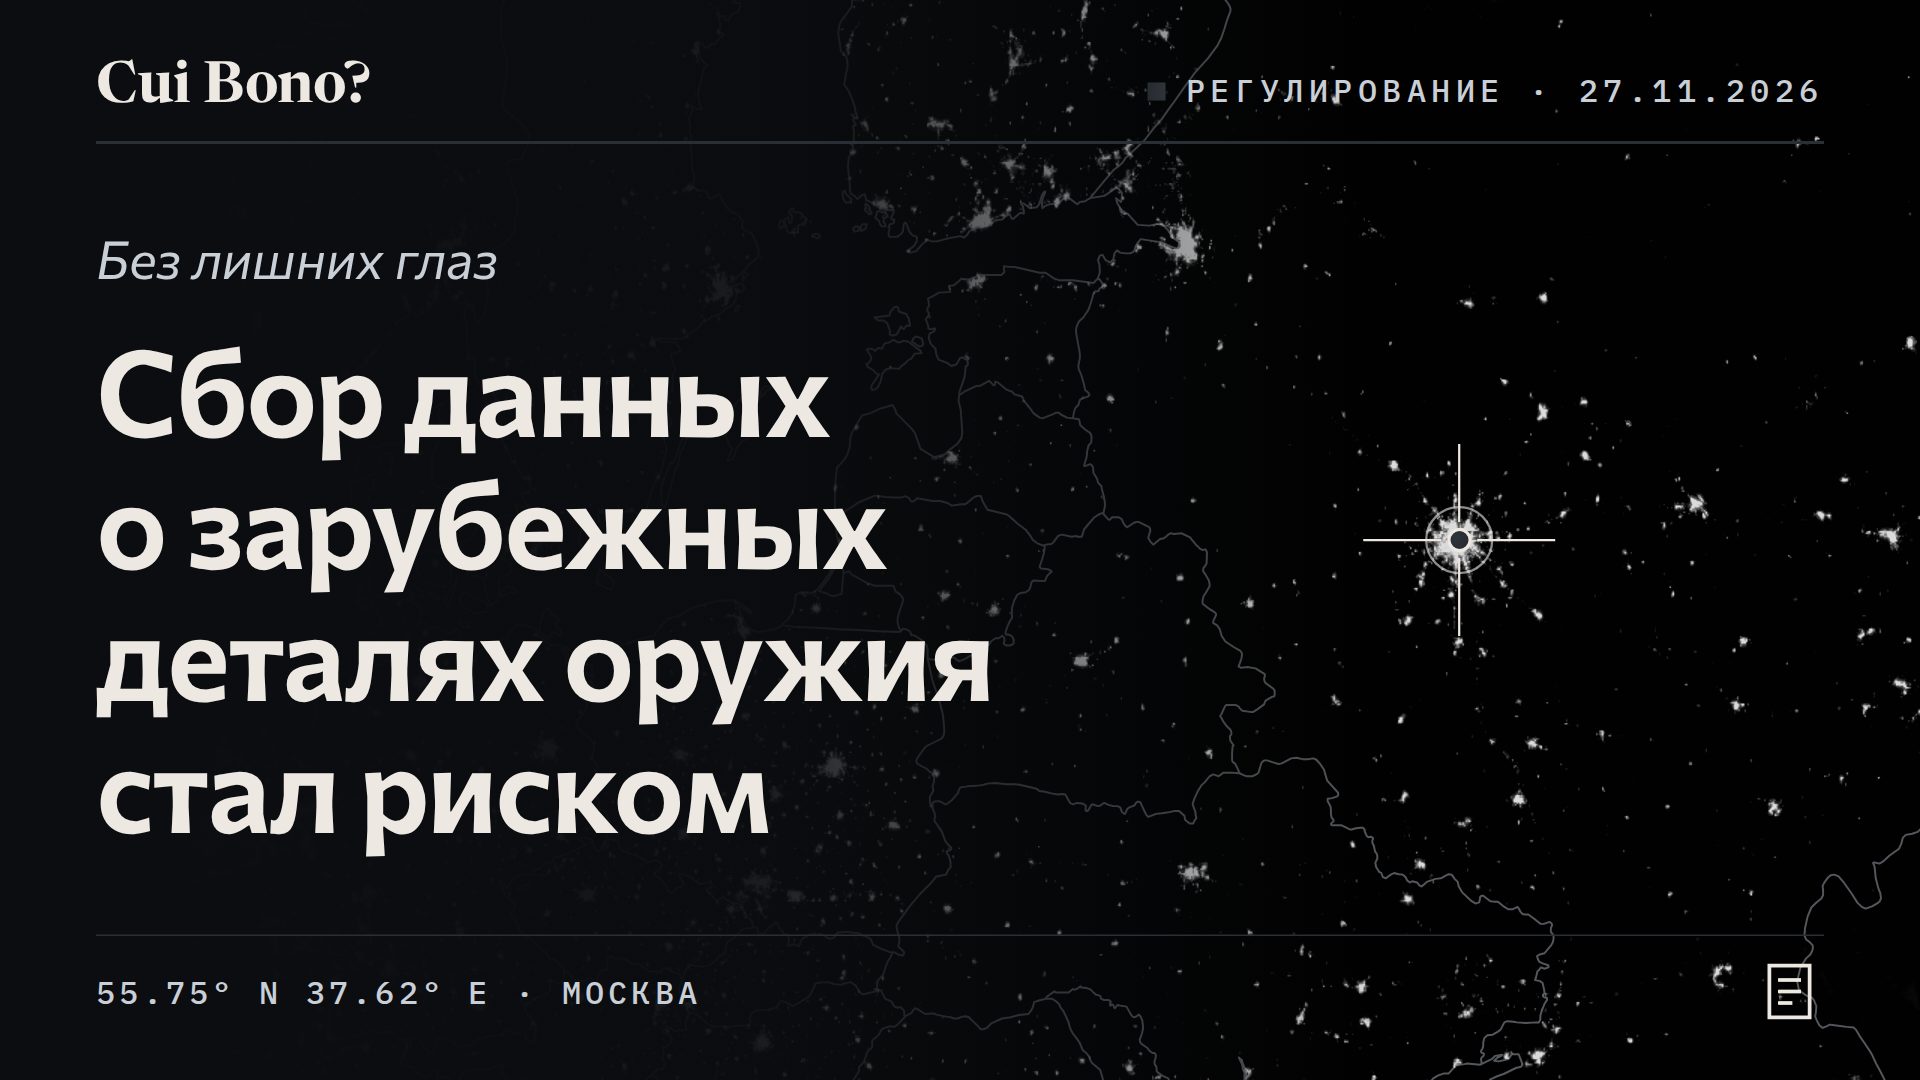 Cui Bono?
РЕГУЛИРОВАНИЕ · 27.11.2026
Без лишних глаз
Сбор данных
о зарубежных
деталях оружия
стал риском
55.75° N 37.62° E · МОСКВА